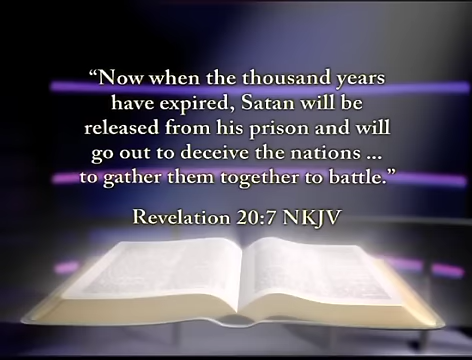 “Now when the thousand years
have expired, Satan will be
released from his prison and will
go out to deceive the nations ...
to gather them together to battle.”
Revelation 20:7 NKJV